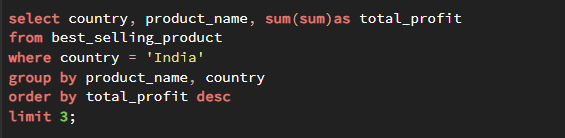 select country, product_name, sum(sum)as total_profit
from best_selling_product
where country = 'India'
group by product_name, country
order by total_profit desc
limit 3;